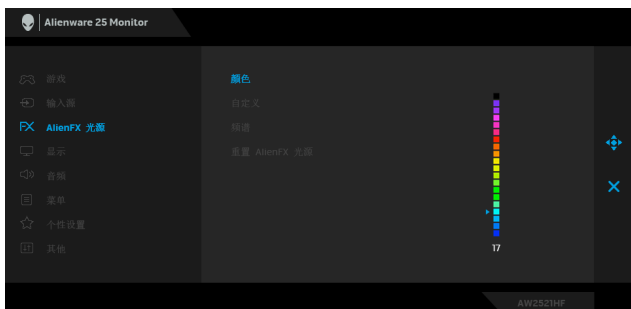 Alienware 25 Monitor
游戏
颜色
输入源
自定义
FX AlienFX 光源
频谱
显示
重置 AlienFX 光源
音频
菜单
个性设置
其他
17
AW2521HF